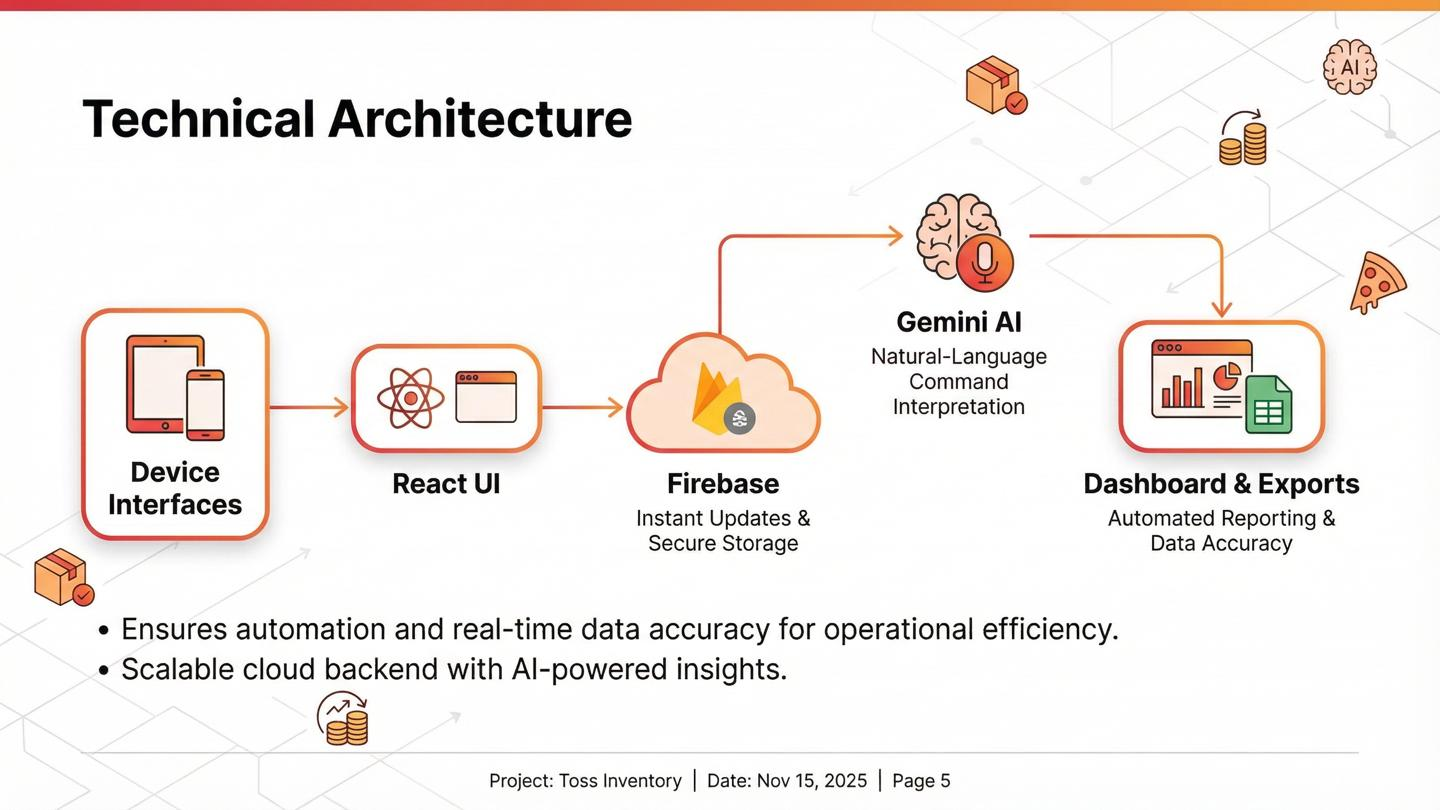 AI
Technical Architecture
Gemini AI
Natural-Language
Command
Interpretation
Device
Interfaces
React UI
Firebase
Instant Updates &
Secure Storage
Dashboard & Exports
Automated Reporting &
Data Accuracy
• Ensures automation and real-time data accuracy for operational efficiency.
• Scalable cloud backend with AI-powered insights.
Project: Toss Inventory | Date: Nov 15, 2025 | Page 5